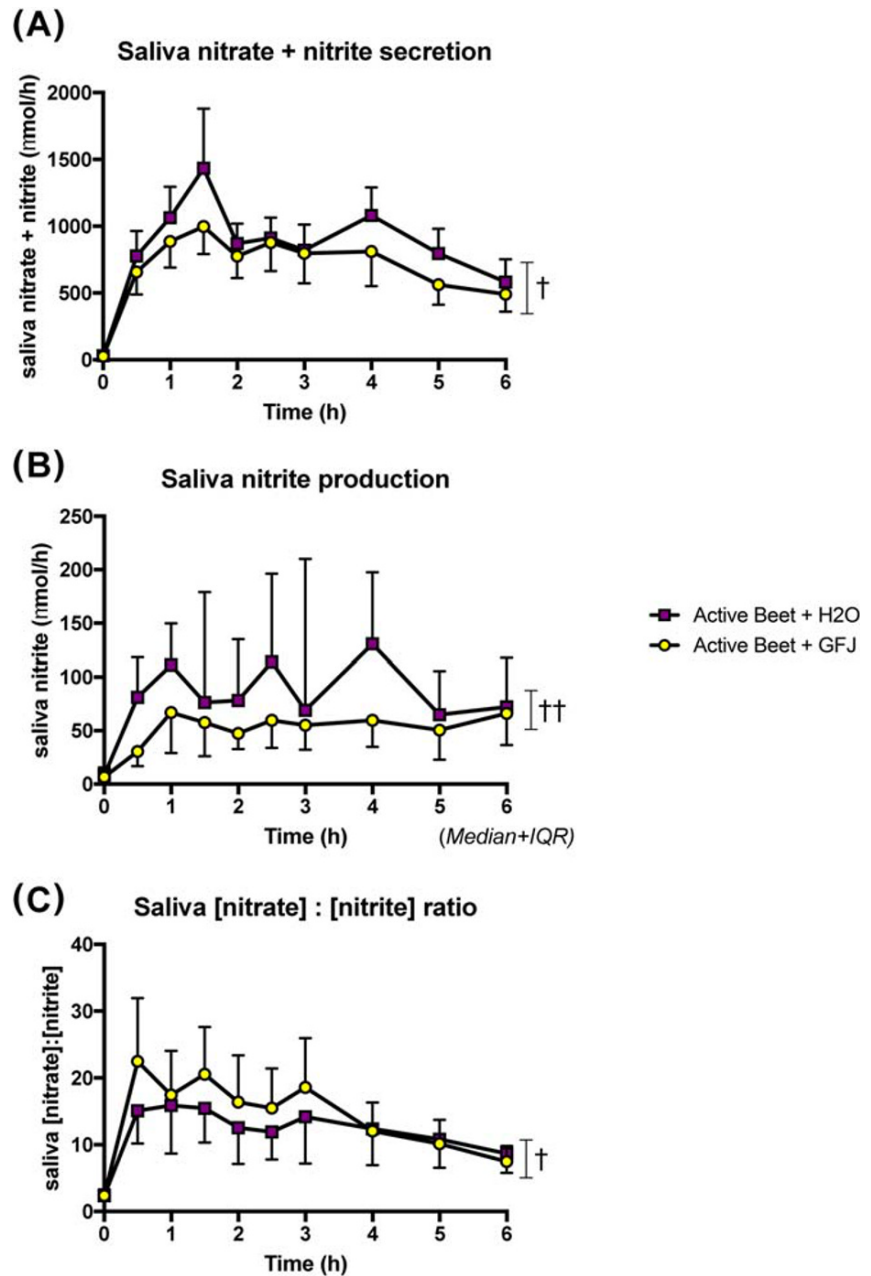 (A)
Saliva nitrate + nitrite secretion
saliva nitrate + nitrite (nmol/h)
2000
1500
1000
500
0
†
0 1 2 3 4 5 6
Time (h)
(B)
Saliva nitrite production
saliva nitrite (nmol/h)
250
200
150
100
50
0
††
0 1 2 3 4 5 6
Time (h)
(Median+IQR)
Active Beet + H2O
Active Beet + GFJ
(C)
Saliva [nitrate] : [nitrite] ratio
saliva [nitrate]:[nitrite]
40
30
20
10
0
†
0 1 2 3 4 5 6
Time (h)